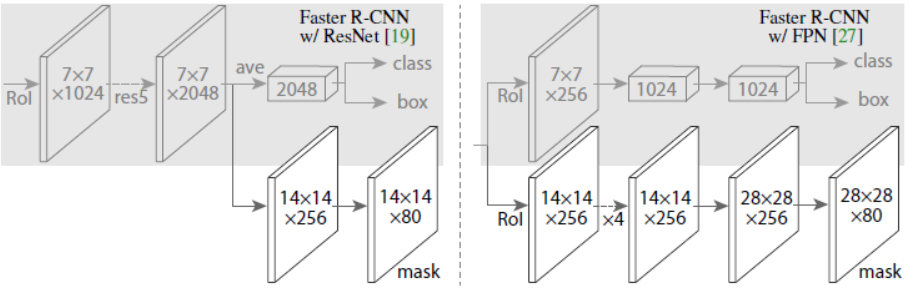 Faster R-CNN
w/ ResNet [19]
RoI
7×7
×1024
res5
7×7
×2048
ave
2048
class
box
14×14
×256
14×14
×80
mask
Faster R-CNN
w/ FPN [27]
RoI
7×7
×256
1024
1024
class
box
RoI
14×14
×256
×4
14×14
×256
28×28
×256
28×28
×80
mask